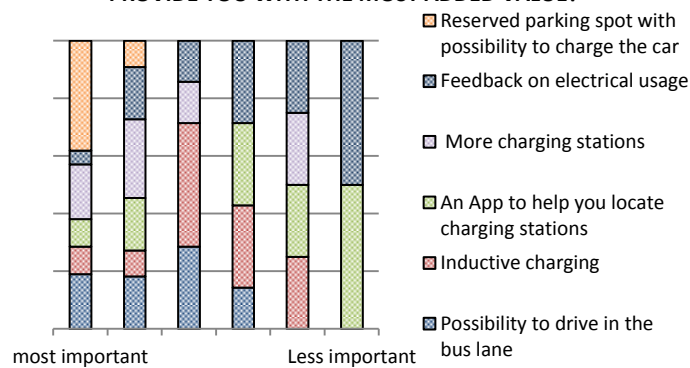 PROVIDE YOU WITH THE MOST ADDED VALUE?
Reserved parking spot with
possibility to charge the car
Feedback on electrical usage
More charging stations
An App to help you locate
charging stations
Inductive charging
Possibility to drive in the
bus lane
most important
Less important